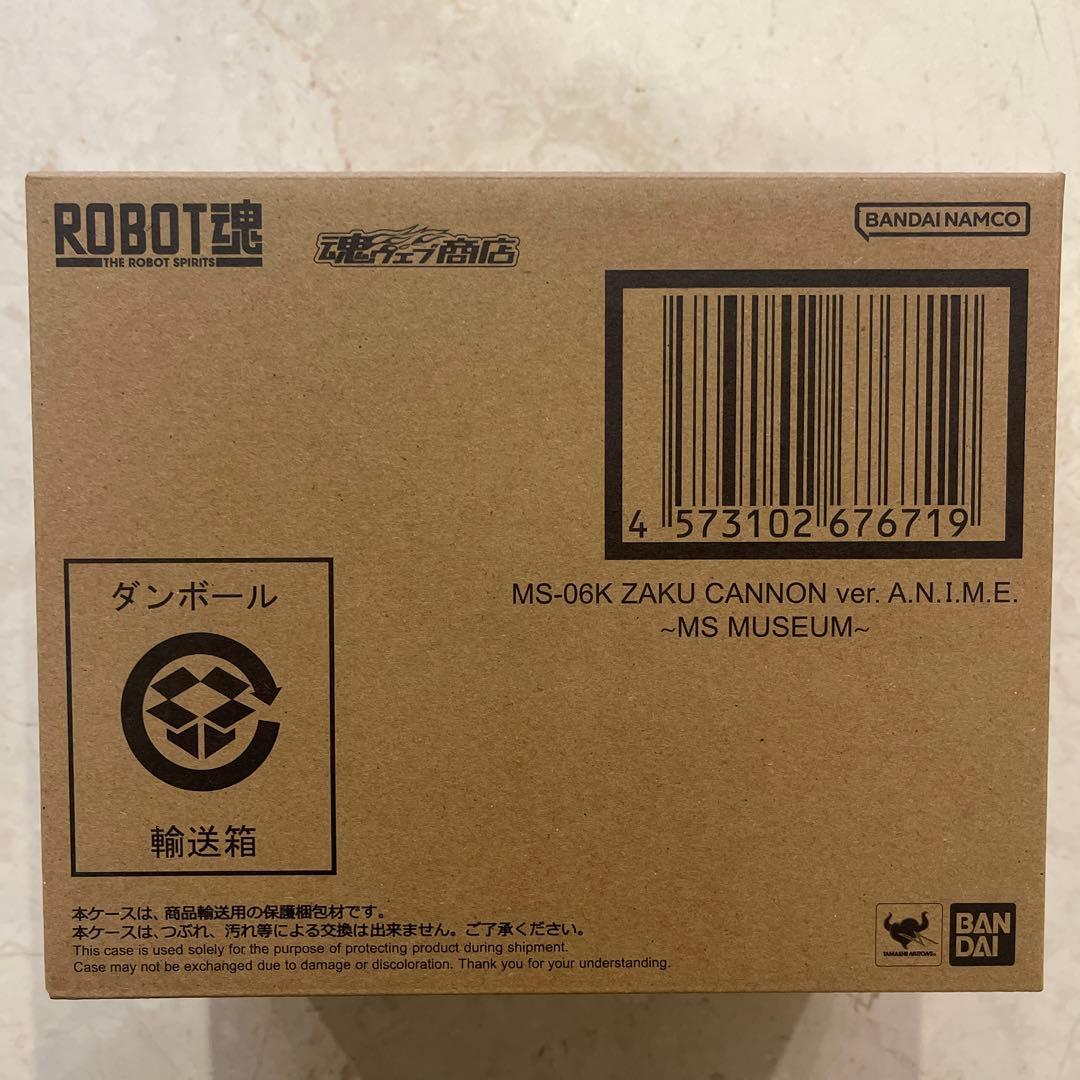 ROBOT魂
THE ROBOT SPIRITS
魂ウェブ商店
BANDAI NAMCO
4 573102 676719
MS-06K ZAKU CANNON ver. A.N.I.M.E.
~MS MUSEUM~
ダンボール
輸送箱
本ケースは、商品輸送用の保護梱包材です。
本ケースは、つぶれ、汚れ等による交換は出来ません。ご了承ください。
This case is used solely for the purpose of protecting product during shipment.
Case may not be exchanged due to damage or discoloration. Thank you for your understanding.
TAMASHII NATIONS
BAN
DAI